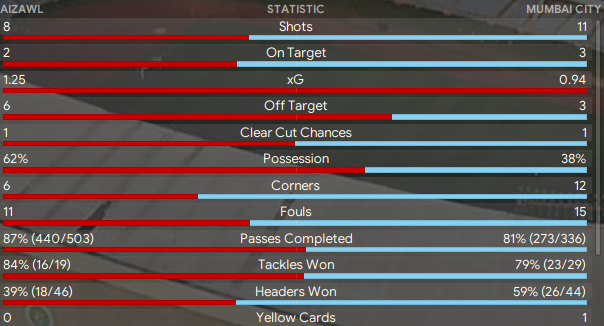 AIZAWL STATISTIC MUMBAI CITY
8 Shots 11
2 On Target 3
1.25 xG 0.94
6 Off Target 3
1 Clear Cut Chances 1
62% Possession 38%
6 Corners 12
11 Fouls 15
87% (440/503) Passes Completed 81% (273/336)
84% (16/19) Tackles Won 79% (23/29)
39% (18/46) Headers Won 59% (26/44)
0 Yellow Cards 1